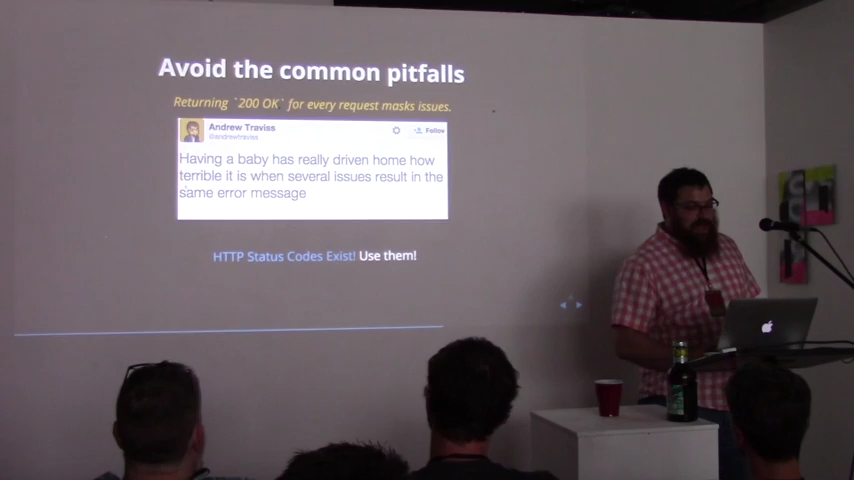 Avoid the common pitfalls
Returning `200 OK` for every request masks issues.
Andrew Traviss
@andrewtraviss
Follow
Having a baby has really driven home how
terrible it is when several issues result in the
same error message
HTTP Status Codes Exist! Use them!